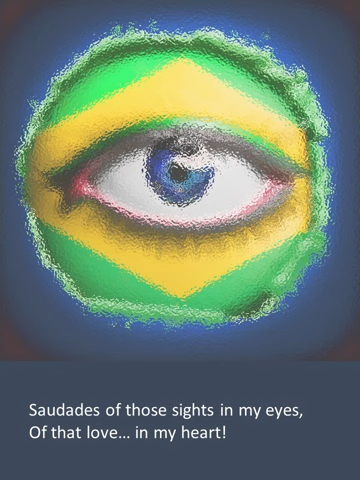 Saudades of those sights in my eyes,
Of that love... in my heart!